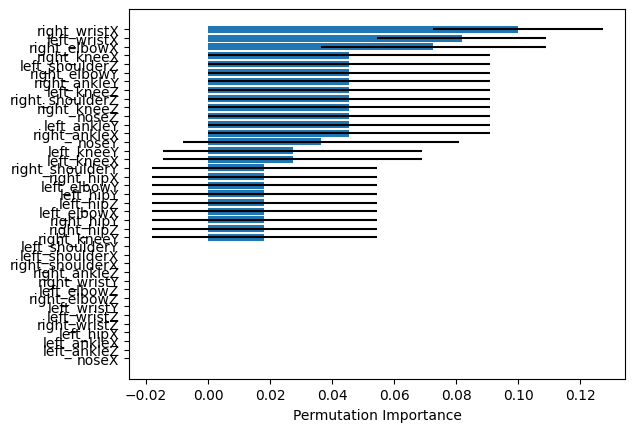 right_wristX
left_wristX
right_elbowX
right_kneeX
left_shoulderZ
right_elbowY
right_ankleY
left_kneeZ
right_shoulderZ
right_kneeZ
noseZ
left_ankleY
right_ankleX
noseY
left_kneeY
left_kneeX
right_shoulderY
right_hipX
left_elbowY
left_hipY
left_hipZ
left_elbowX
right_hipY
right_hipZ
right_kneeY
left_shoulderY
left_shoulderX
right_shoulderX
right_ankleZ
right_wristY
left_elbowZ
right_elbowZ
left_wristY
left_wristZ
right_wristZ
left_hipX
left_ankleX
left_ankleZ
noseX
−0.02 0.00 0.02 0.04 0.06 0.08 0.10 0.12
Permutation Importance